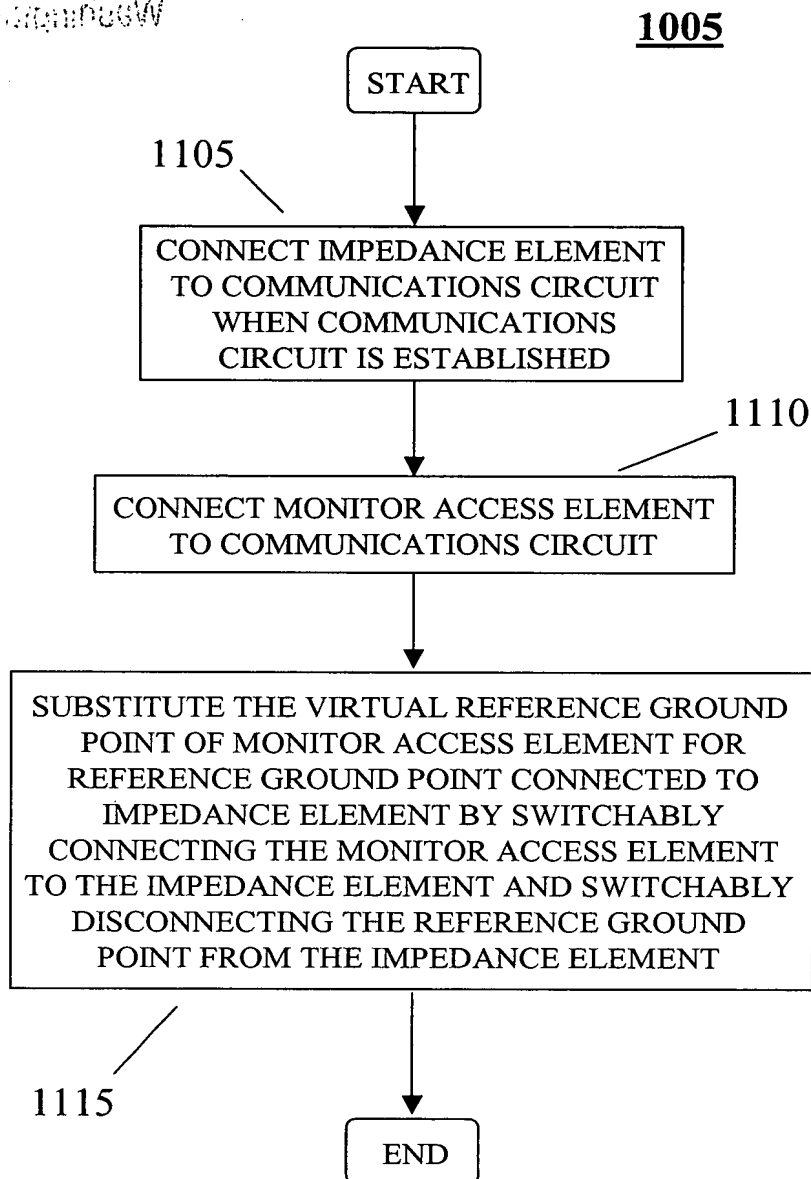 1005
START
1105
CONNECT IMPEDANCE ELEMENT
TO COMMUNICATIONS CIRCUIT
WHEN COMMUNICATIONS
CIRCUIT IS ESTABLISHED
1110
CONNECT MONITOR ACCESS ELEMENT
TO COMMUNICATIONS CIRCUIT
SUBSTITUTE THE VIRTUAL REFERENCE GROUND
POINT OF MONITOR ACCESS ELEMENT FOR
REFERENCE GROUND POINT CONNECTED TO
IMPEDANCE ELEMENT BY SWITCHABLY
CONNECTING THE MONITOR ACCESS ELEMENT
TO THE IMPEDANCE ELEMENT AND SWITCHABLY
DISCONNECTING THE REFERENCE GROUND
POINT FROM THE IMPEDANCE ELEMENT
1115
END